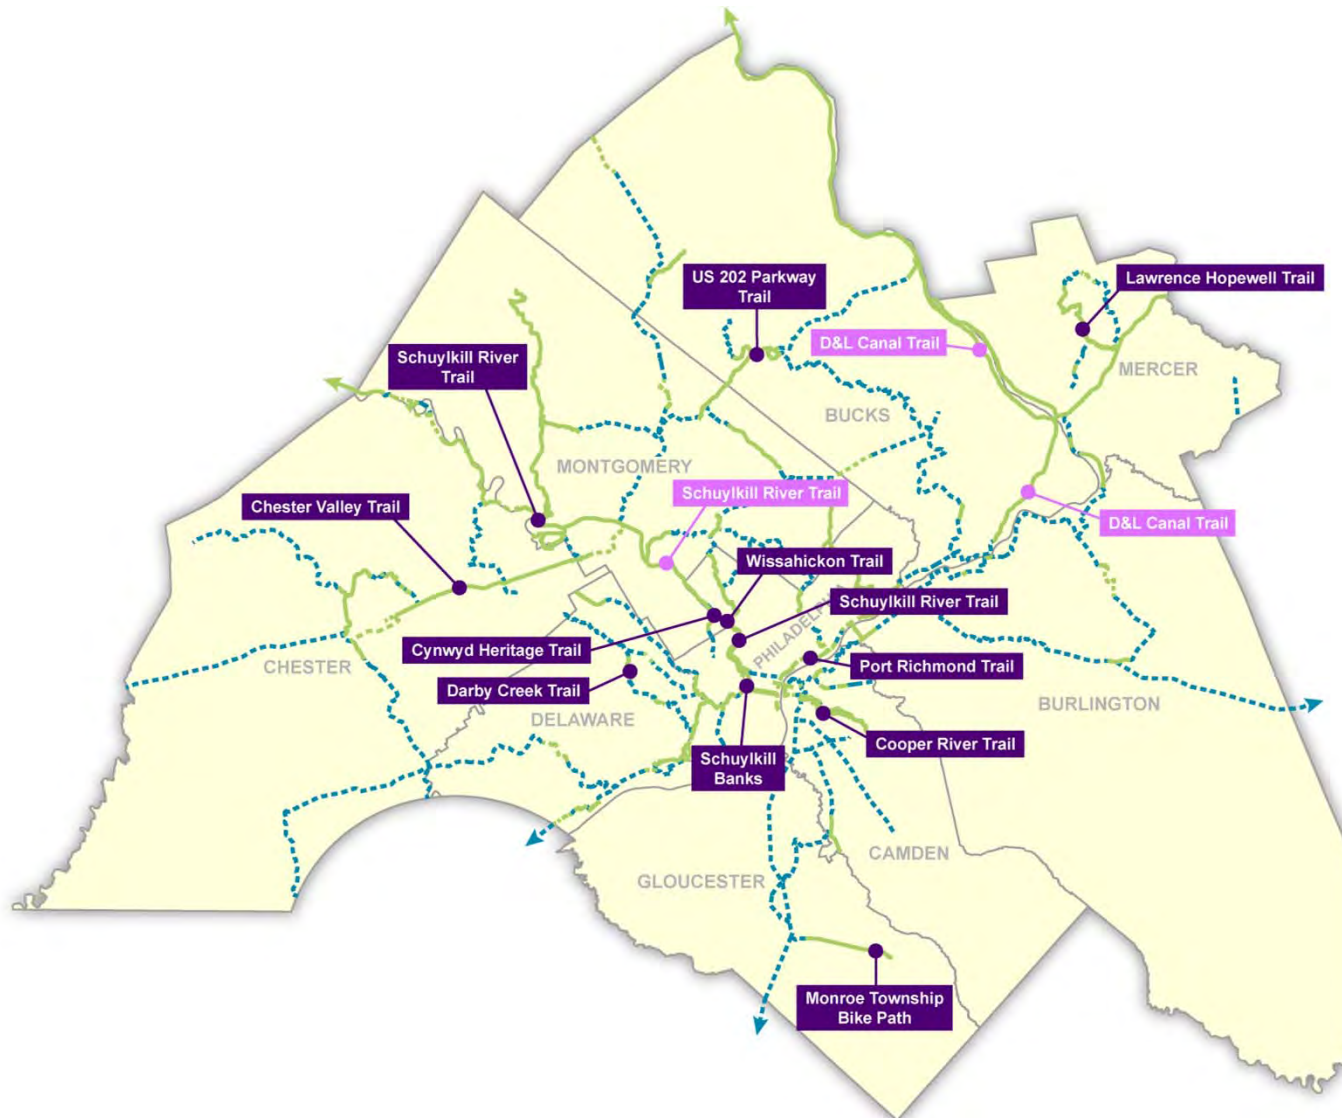 US 202 Parkway
Trail
Lawrence Hopewell Trail
D&L Canal Trail
Schuylkill River
Trail
MERCER
BUCKS
MONTGOMERY
Schuylkill River Trail
Chester Valley Trail
D&L Canal Trail
Wissahickon Trail
Schuylkill River Trail
PHILADELPHIA
Cynwyd Heritage Trail
CHESTER
Port Richmond Trail
Darby Creek Trail
BURLINGTON
DELAWARE
Cooper River Trail
Schuylkill
Banks
CAMDEN
GLOUCESTER
Monroe Township
Bike Path